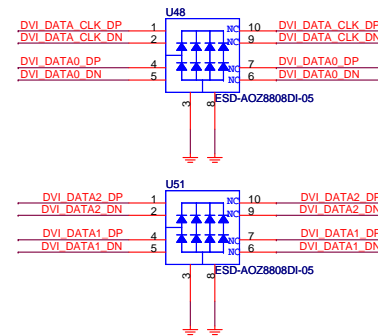 U48
DVI_DATA_CLK_DP 1 NC 10 DVI_DATA_CLK_DP
DVI_DATA_CLK_DN 2 NC 9 DVI_DATA_CLK_DN
DVI_DATA0_DP 4 NC 7 DVI_DATA0_DP
DVI_DATA0_DN 5 NC 6 DVI_DATA0_DN
3 8 ESD-AOZ8808DI-05
U51
DVI_DATA2_DP 1 NC 10 DVI_DATA2_DP
DVI_DATA2_DN 2 NC 9 DVI_DATA2_DN
DVI_DATA1_DP 4 NC 7 DVI_DATA1_DP
DVI_DATA1_DN 5 NC 6 DVI_DATA1_DN
3 8 ESD-AOZ8808DI-05